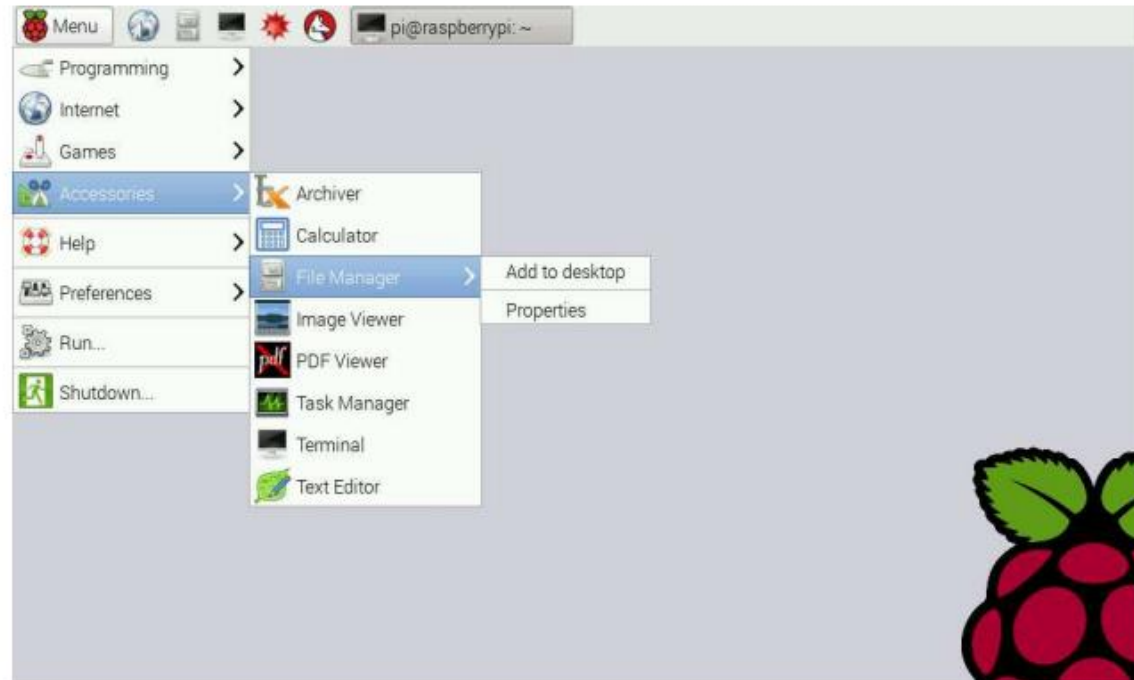 Menu
pi@raspberrypi: ~
Programming
Internet
Games
Accessories
Help
Preferences
Run...
Shutdown...
Archiver
Calculator
File Manager
Image Viewer
pdf
PDF Viewer
Task Manager
Terminal
Text Editor
Add to desktop
Properties